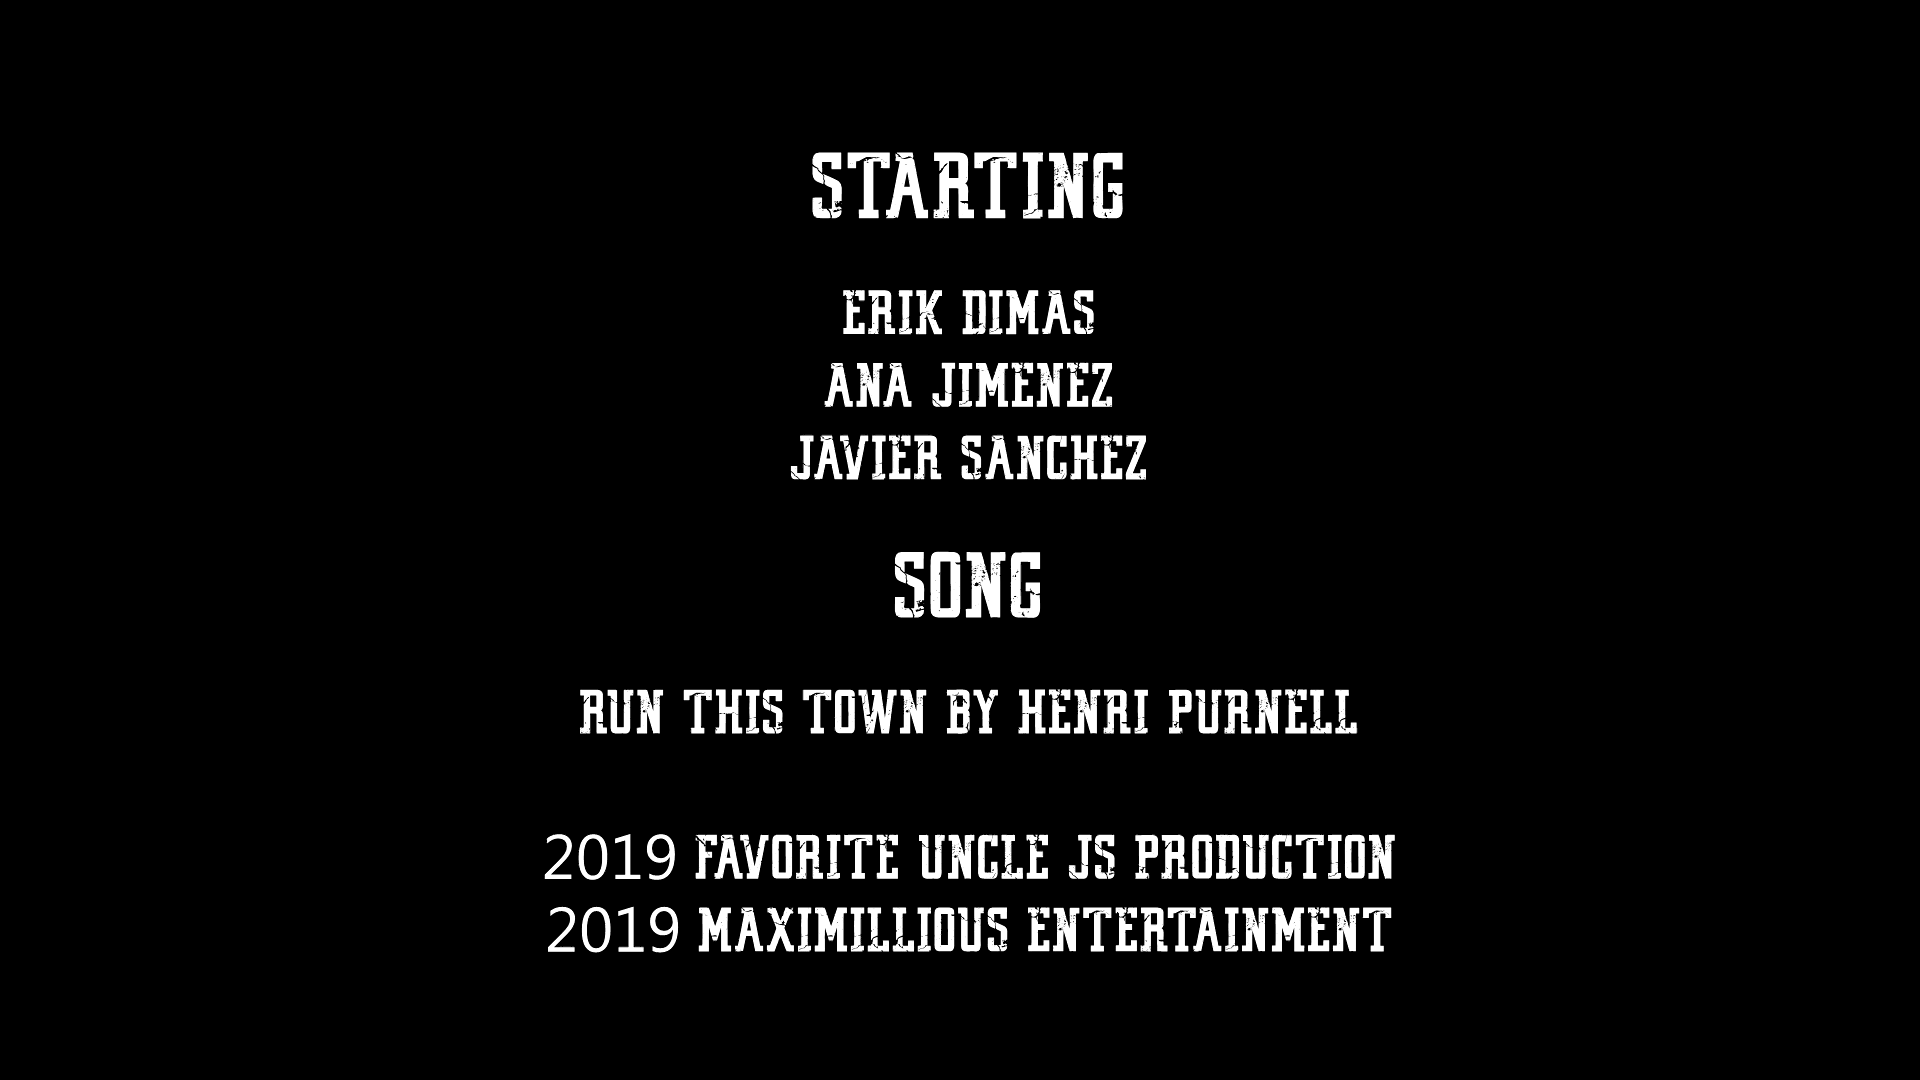 STARTING
ERIK DIMAS
ANA JIMENEZ
JAVIER SANCHEZ
SONG
RUN THIS TOWN BY HENRI PURNELL
2019 FAVORITE UNCLE JS PRODUCTION
2019 MAXIMILLIOUS ENTERTAINMENT